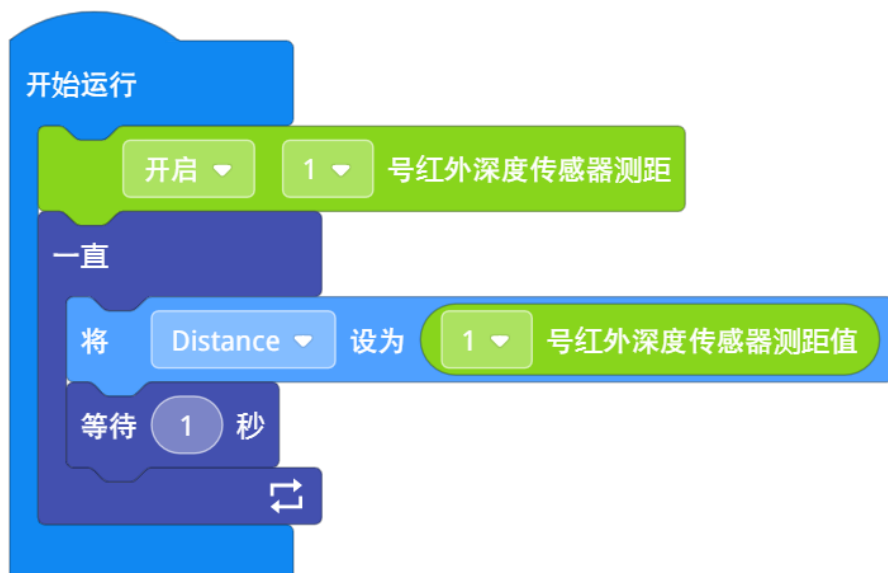 开始运行
开启 1 号红外深度传感器测距
一直
将 Distance 设为 1 号红外深度传感器测距值
等待 1 秒